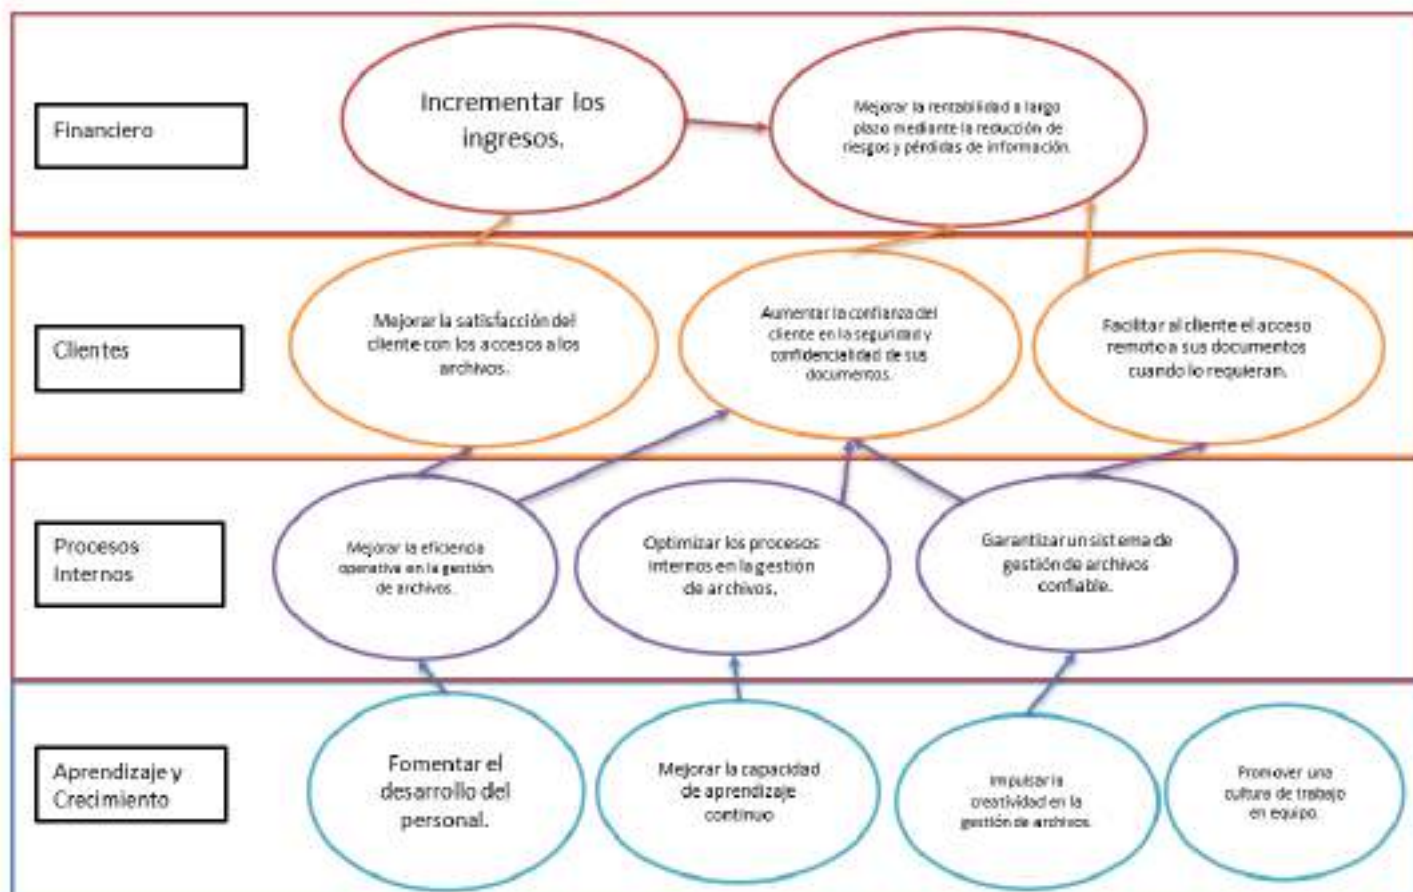 Financiero
Incrementar los
ingresos.
Mejorar la rentabilidad a largo
plazo mediante la reducción de
riesgos y pérdidas de información.
Clientes
Mejorar la satisfacción del
cliente con los accesos a los
archivos.
Aumentar la confianza del
cliente en la seguridad y
confidencialidad de sus
documentos.
Facilitar al cliente el acceso
remoto a sus documentos
cuando lo requieran.
Procesos
Internos
Mejorar la eficiencia
operativa en la gestión
de archivos.
Optimizar los procesos
internos en la gestión
de archivos.
Garantizar un sistema de
gestión de archivos
confiable.
Aprendizaje y
Crecimiento
Fomentar el
desarrollo del
personal.
Mejorar la capacidad
de aprendizaje
continuo
Impulsar la
creatividad en la
gestión de archivos.
Promover una
cultura de trabajo
en equipo.